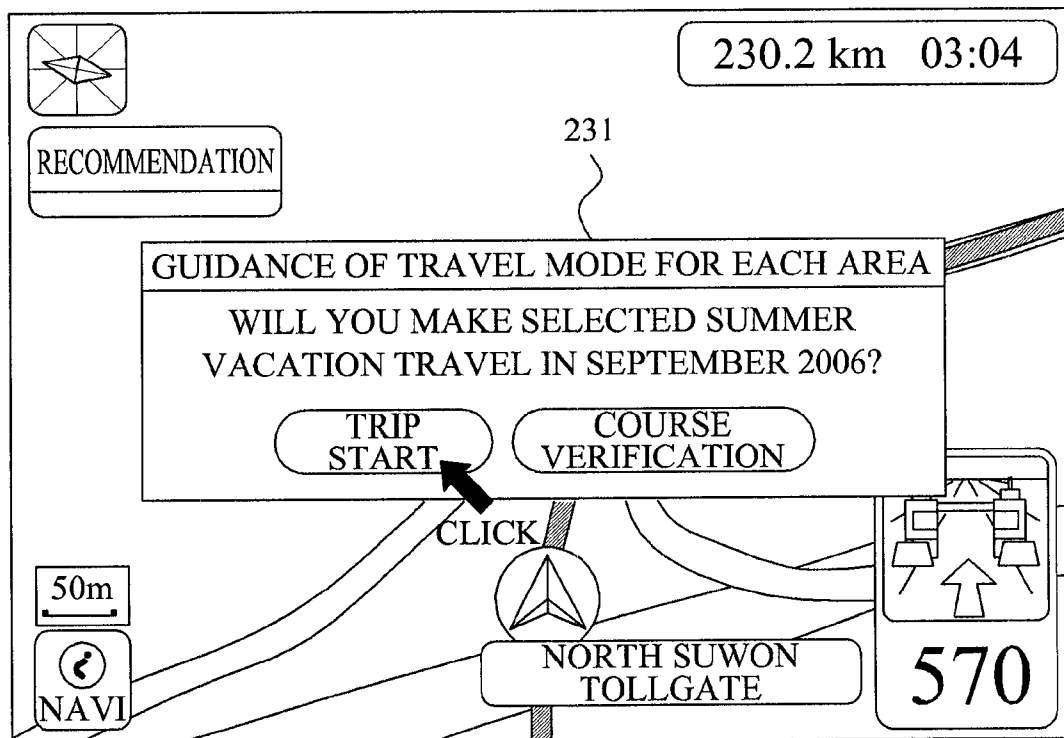 230.2 km 03:04
RECOMMENDATION
231
GUIDANCE OF TRAVEL MODE FOR EACH AREA
WILL YOU MAKE SELECTED SUMMER
VACATION TRAVEL IN SEPTEMBER 2006?
TRIP
START
COURSE
VERIFICATION
CLICK
50m
NAVI
NORTH SUWON
TOLLGATE
570